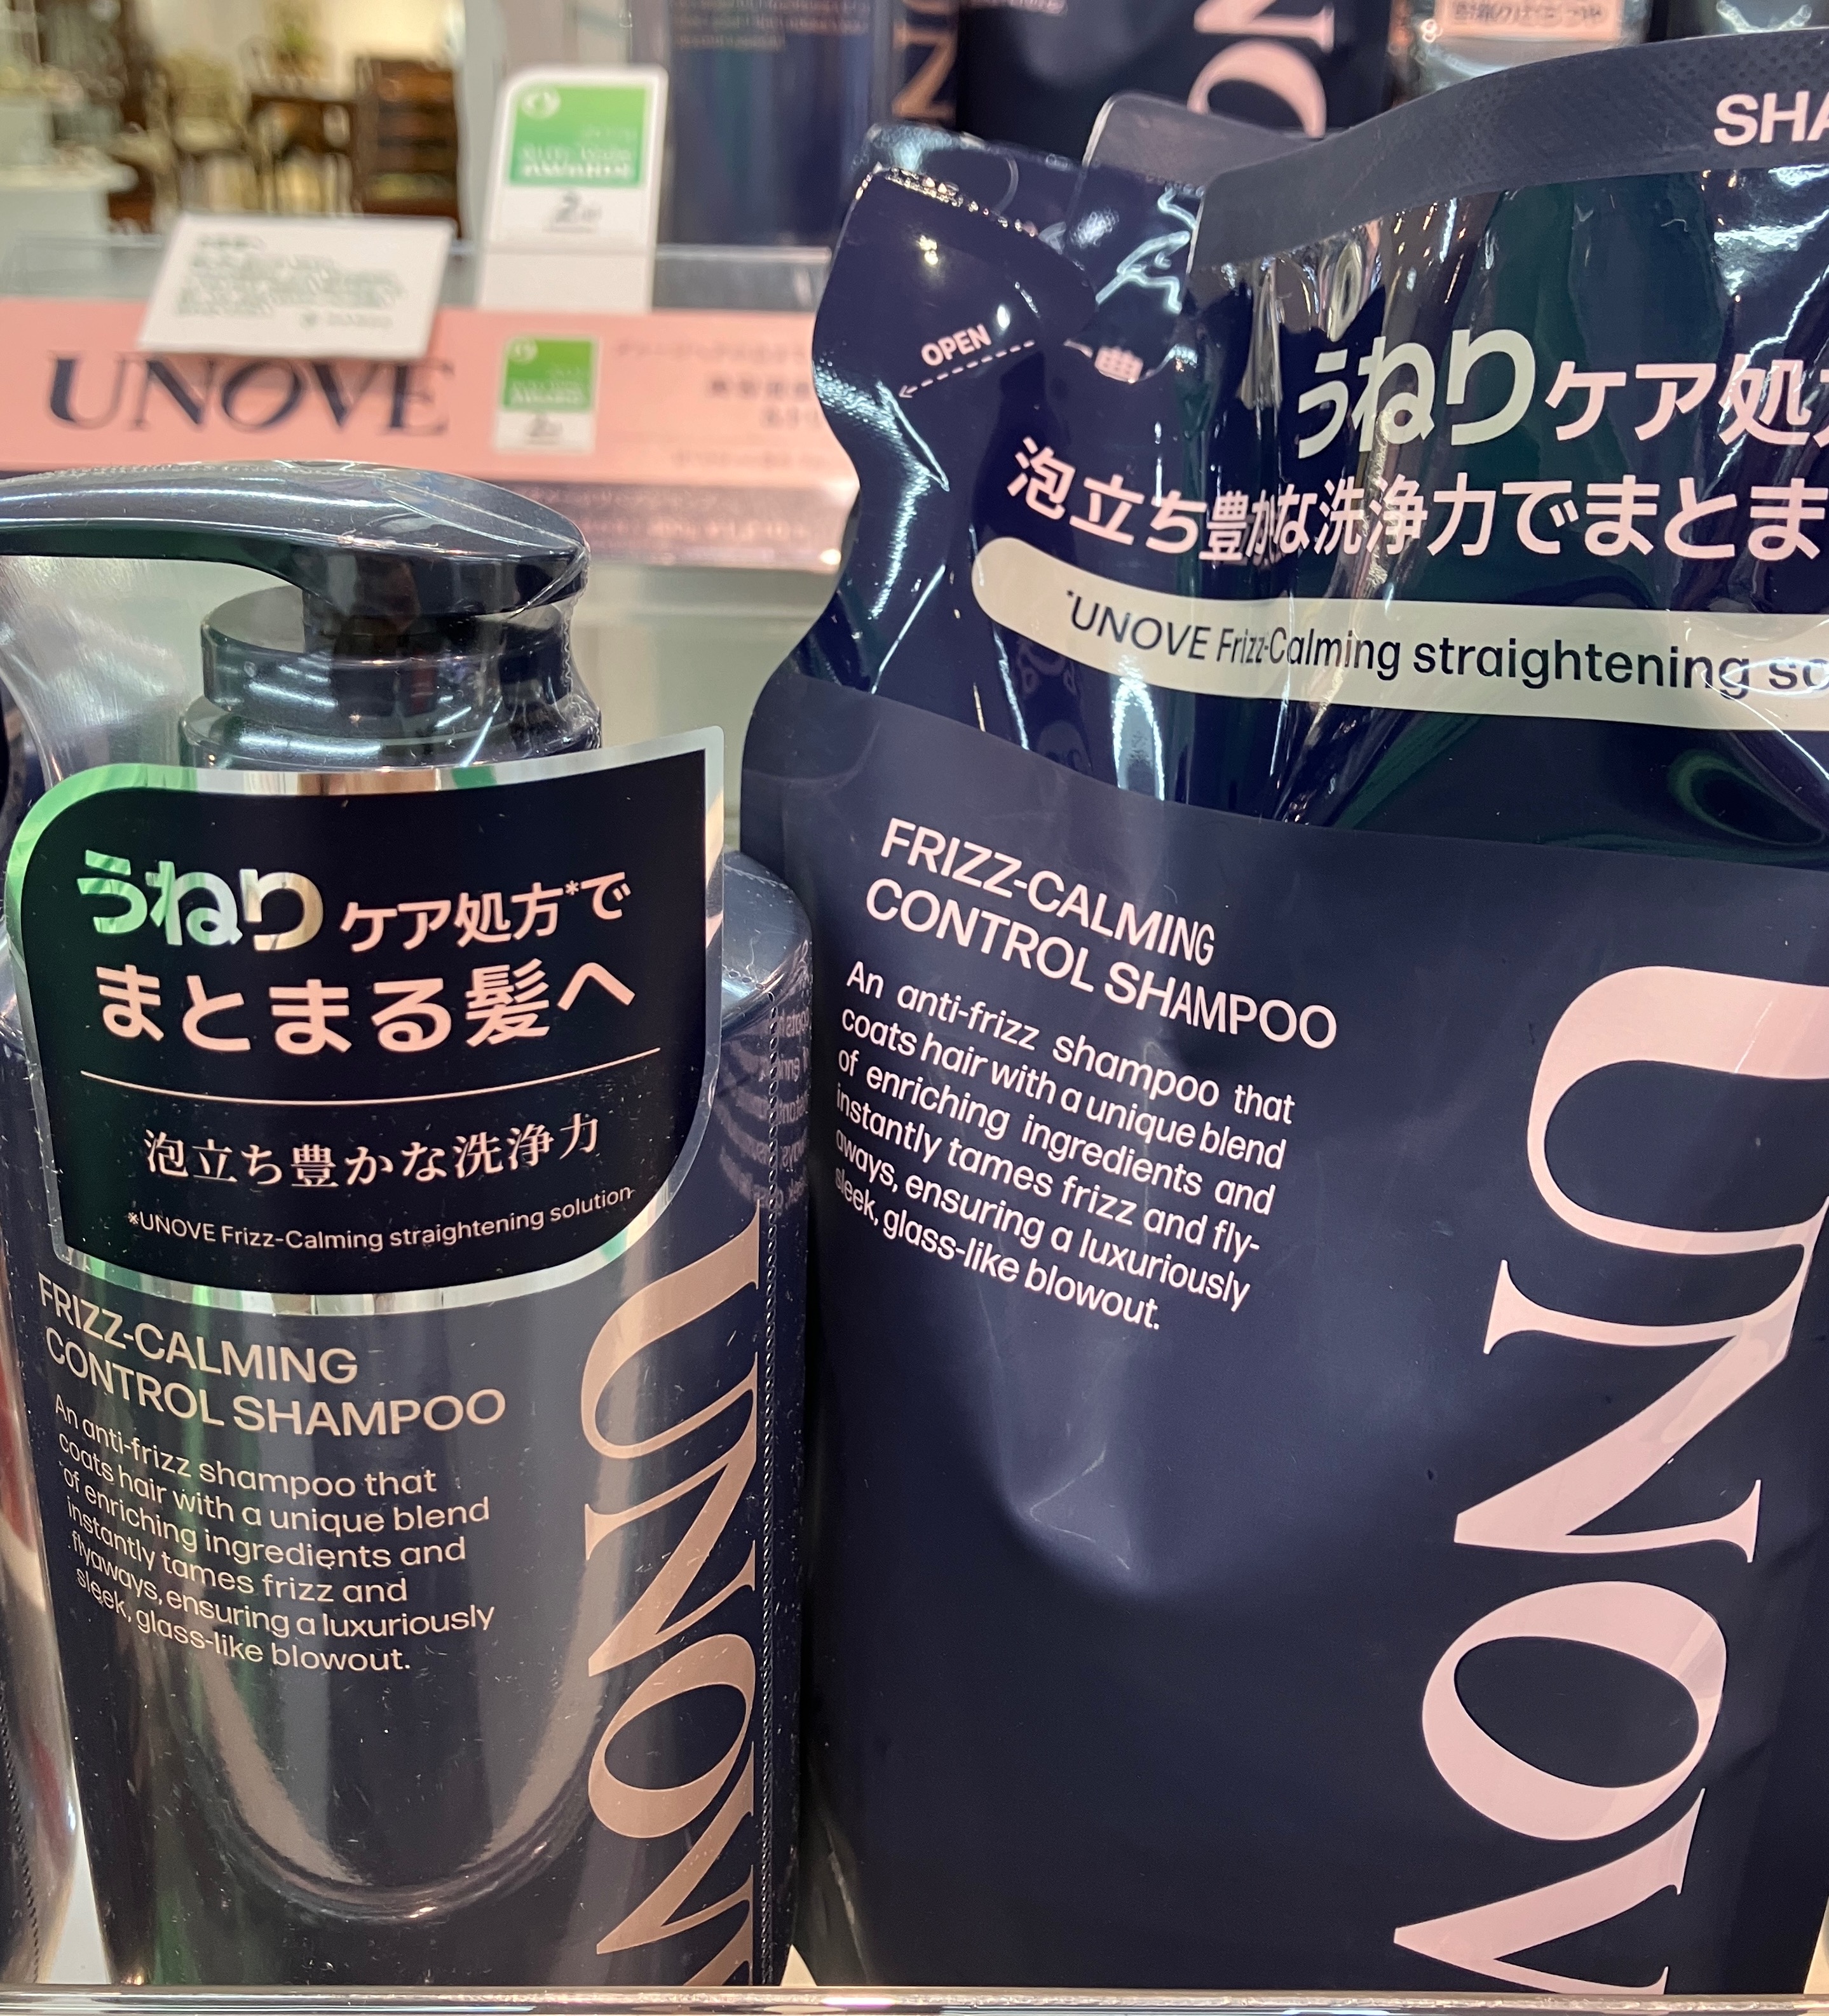 UNOVE
AWARDS
うねりケア処方*で
まとまる髪へ
泡立ち豊かな洗浄力
※UNOVE Frizz-Calming straightening solution
FRIZZ-CALMING
CONTROL SHAMPOO
An anti-frizz shampoo that
coats hair with a unique blend
of enriching ingredients and
instantly tames frizz and
flyaways, ensuring a luxuriously
sleek, glass-like blowout.
UNOV
SHA
OPEN
うねりケア処方
泡立ち豊かな洗浄力でまとま
*UNOVE Frizz-Calming straightening so
FRIZZ-CALMING
CONTROL SHAMPOO
An anti-frizz shampoo that
coats hair with a unique blend
of enriching ingredients and
instantly tames frizz and fly-
aways, ensuring a luxuriously
sleek, glass-like blowout.
UNOV